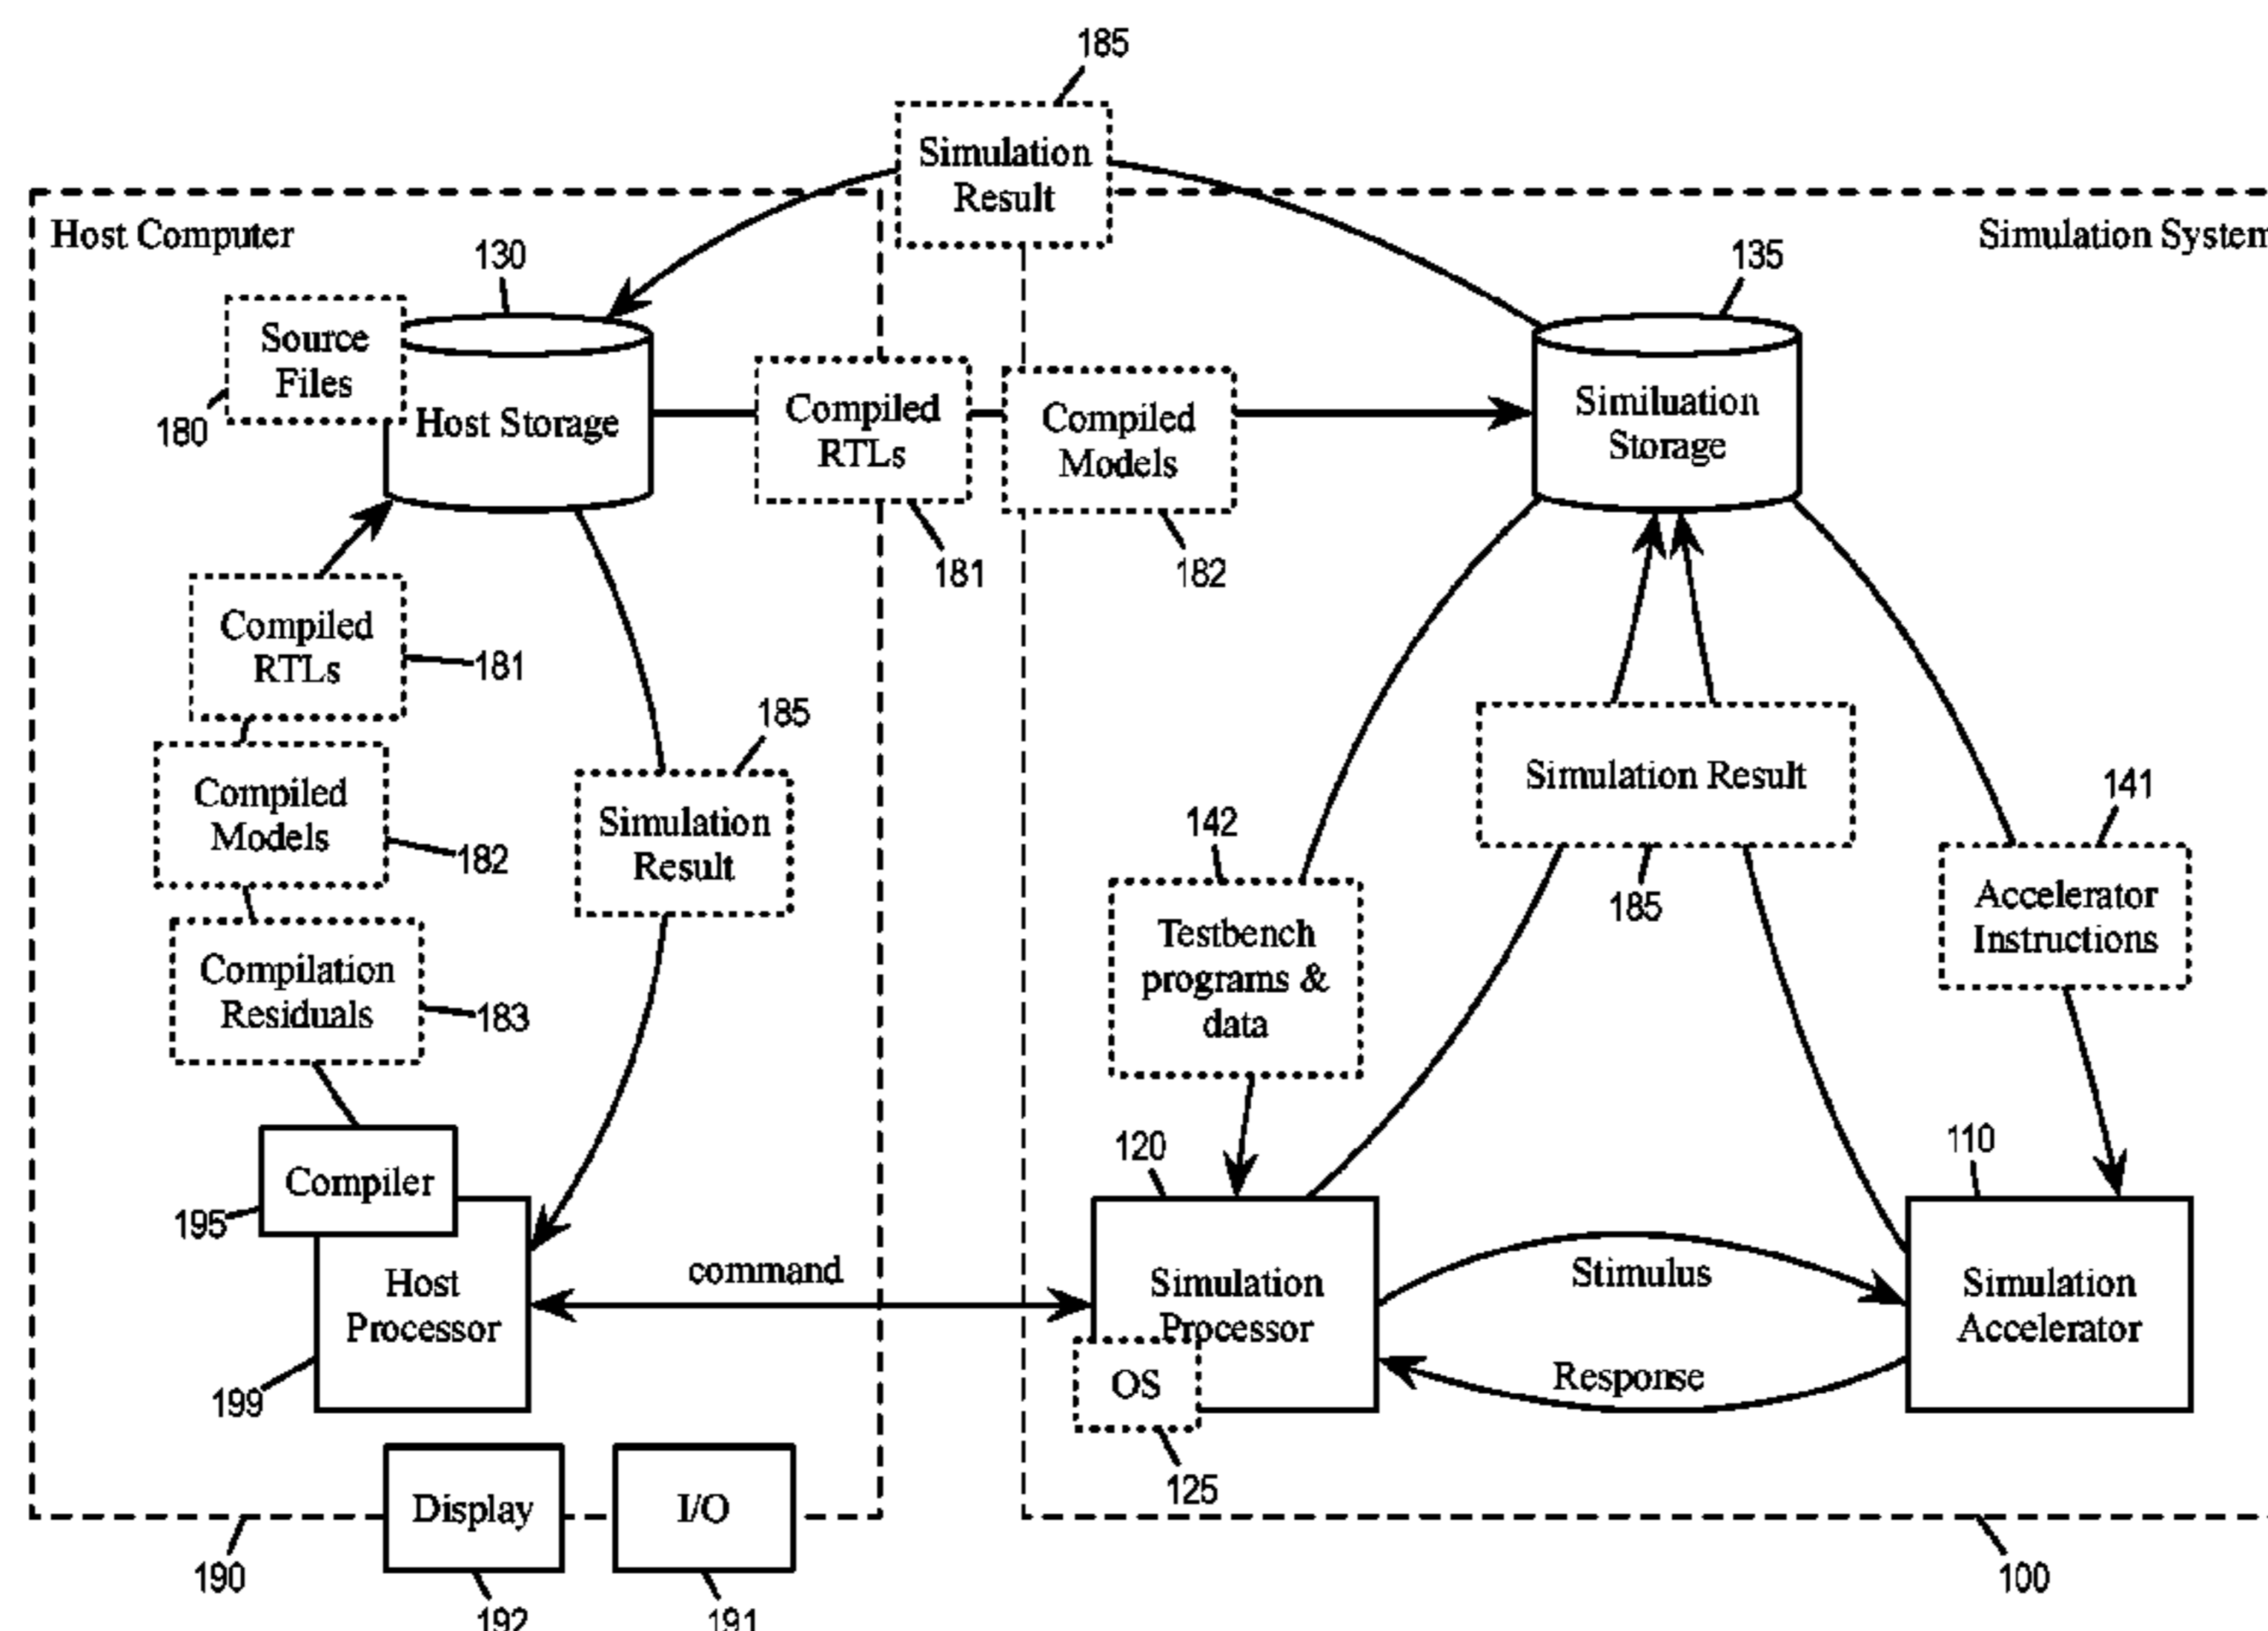 185
Simulation
Result
Host Computer
Simulation System
130
135
Source
Files
180
Host Storage
Compiled
RTLs
181
Compiled
Models
182
Similuation
Storage
Compiled
RTLs
181
Compiled
Models
182
Compilation
Residuals
183
185
Simulation
Result
Simulation Result
185
142
Testbench
programs &
data
141
Accelerator
Instructions
Compiler
195
Host
Processor
199
command
120
Simulation
Processor
OS
125
Stimulus
Response
110
Simulation
Accelerator
Display
I/O
190
192
191
100